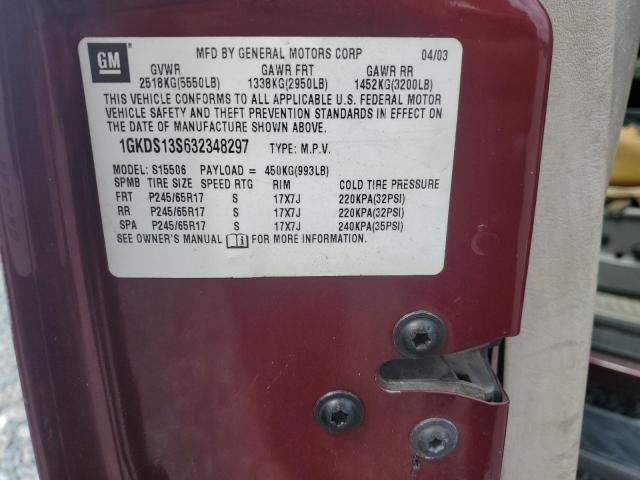 GM
MFD BY GENERAL MOTORS CORP 04/03
GVWR GAWR FRT GAWR RR
2518KG(5550LB) 1338KG(2950LB) 1452KG(3200LB)
THIS VEHICLE CONFORMS TO ALL APPLICABLE U.S. FEDERAL MOTOR
VEHICLE SAFETY AND THEFT PREVENTION STANDARDS IN EFFECT ON
THE DATE OF MANUFACTURE SHOWN ABOVE.
1GKDS13S632348297 TYPE: M.P.V.
MODEL: S15506 PAYLOAD = 450KG(993LB)
SPMB TIRE SIZE SPEED RTG RIM COLD TIRE PRESSURE
FRT P245/65R17 S 17X7J 220KPA(32PSI)
RR P245/65R17 S 17X7J 220KPA(32PSI)
SPA P245/65R17 S 17X7J 240KPA(35PSI)
SEE OWNER'S MANUAL i FOR MORE INFORMATION.